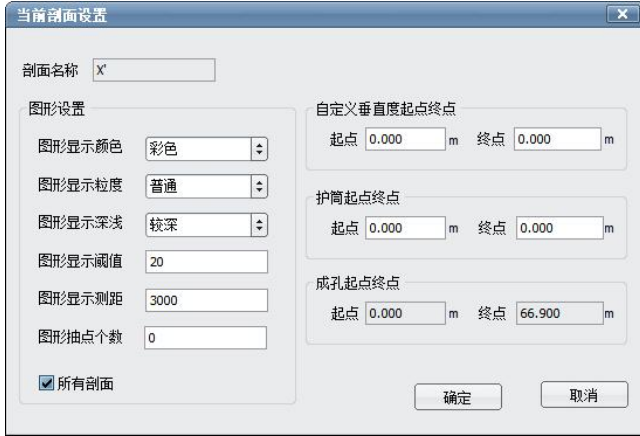 当前剖面设置
剖面名称 X'
图形设置
图形显示颜色 彩色
图形显示粒度 普通
图形显示深浅 较深
图形显示阈值 20
图形显示测距 3000
图形抽点个数 0
所有剖面
自定义垂直度起点终点
起点 0.000 m 终点 0.000 m
护筒起点终点
起点 0.000 m 终点 0.000 m
成孔起点终点
起点 0.000 m 终点 66.900 m
确定 取消